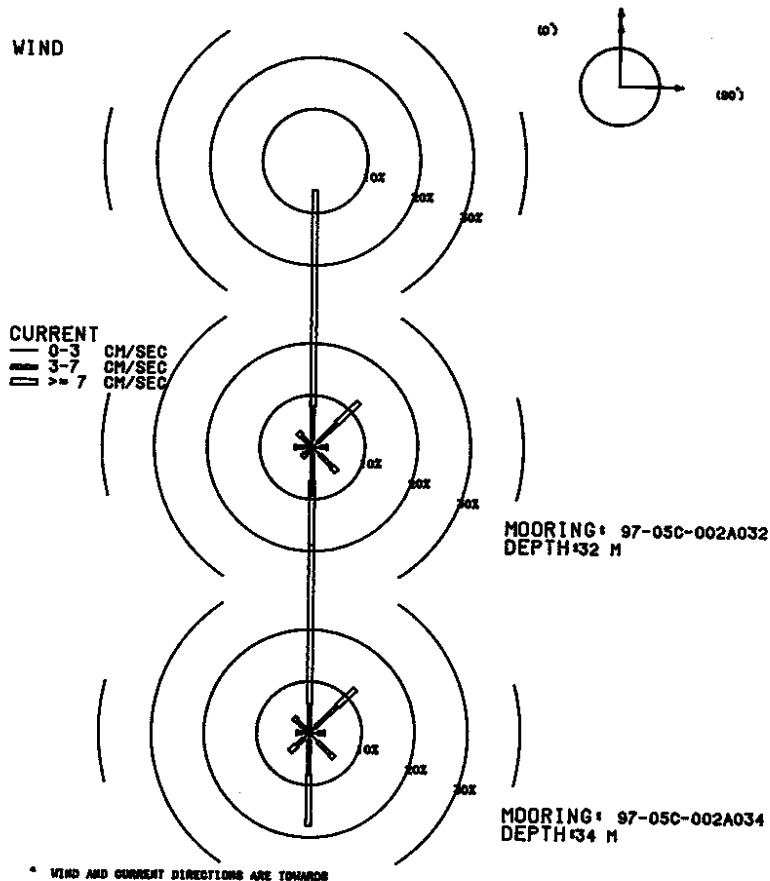 WIND
(0°)
(90°)
10%
20%
30%
CURRENT
0-3 CM/SEC
3-7 CM/SEC
>= 7 CM/SEC
10%
20%
30%
MOORING: 97-05C-002A032
DEPTH:32 M
10%
20%
30%
MOORING: 97-05C-002A034
DEPTH:34 M
* WIND AND CURRENT DIRECTIONS ARE TOWARDS